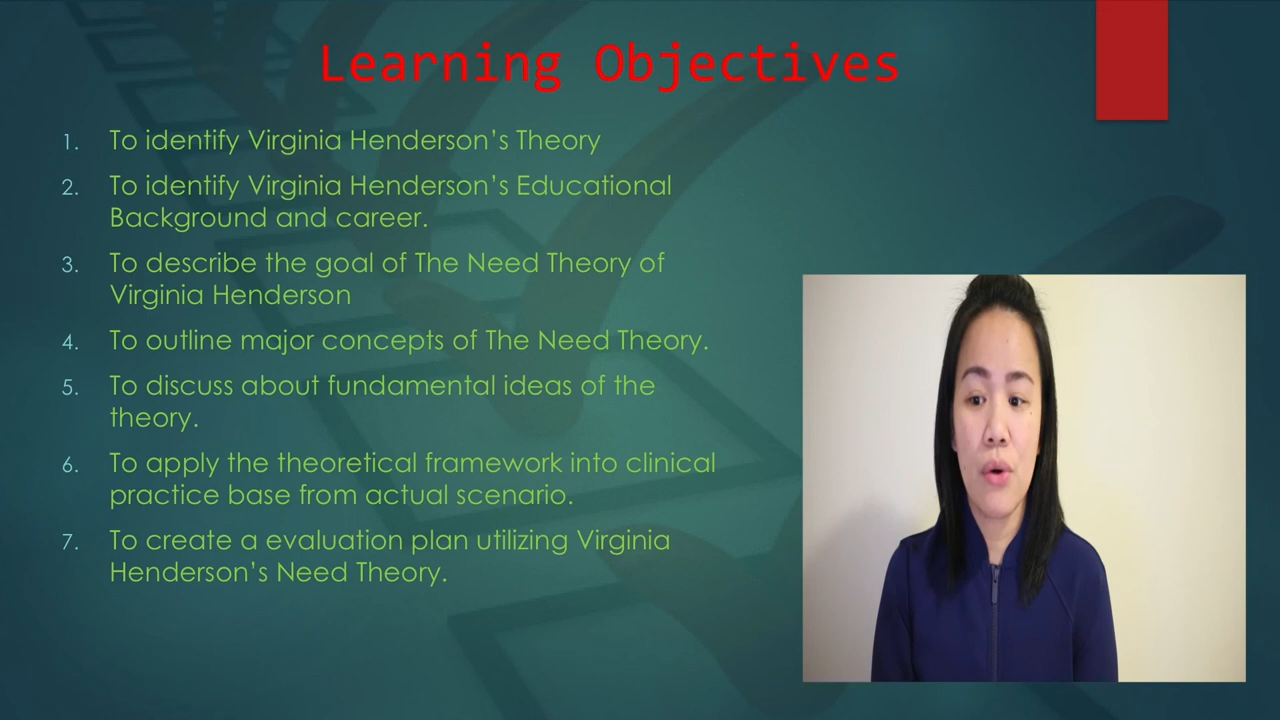 Learning Objectives
1. To identify Virginia Henderson’s Theory
2. To identify Virginia Henderson’s Educational
Background and career.
3. To describe the goal of The Need Theory of
Virginia Henderson
4. To outline major concepts of The Need Theory.
5. To discuss about fundamental ideas of the
theory.
6. To apply the theoretical framework into clinical
practice base from actual scenario.
7. To create a evaluation plan utilizing Virginia
Henderson’s Need Theory.